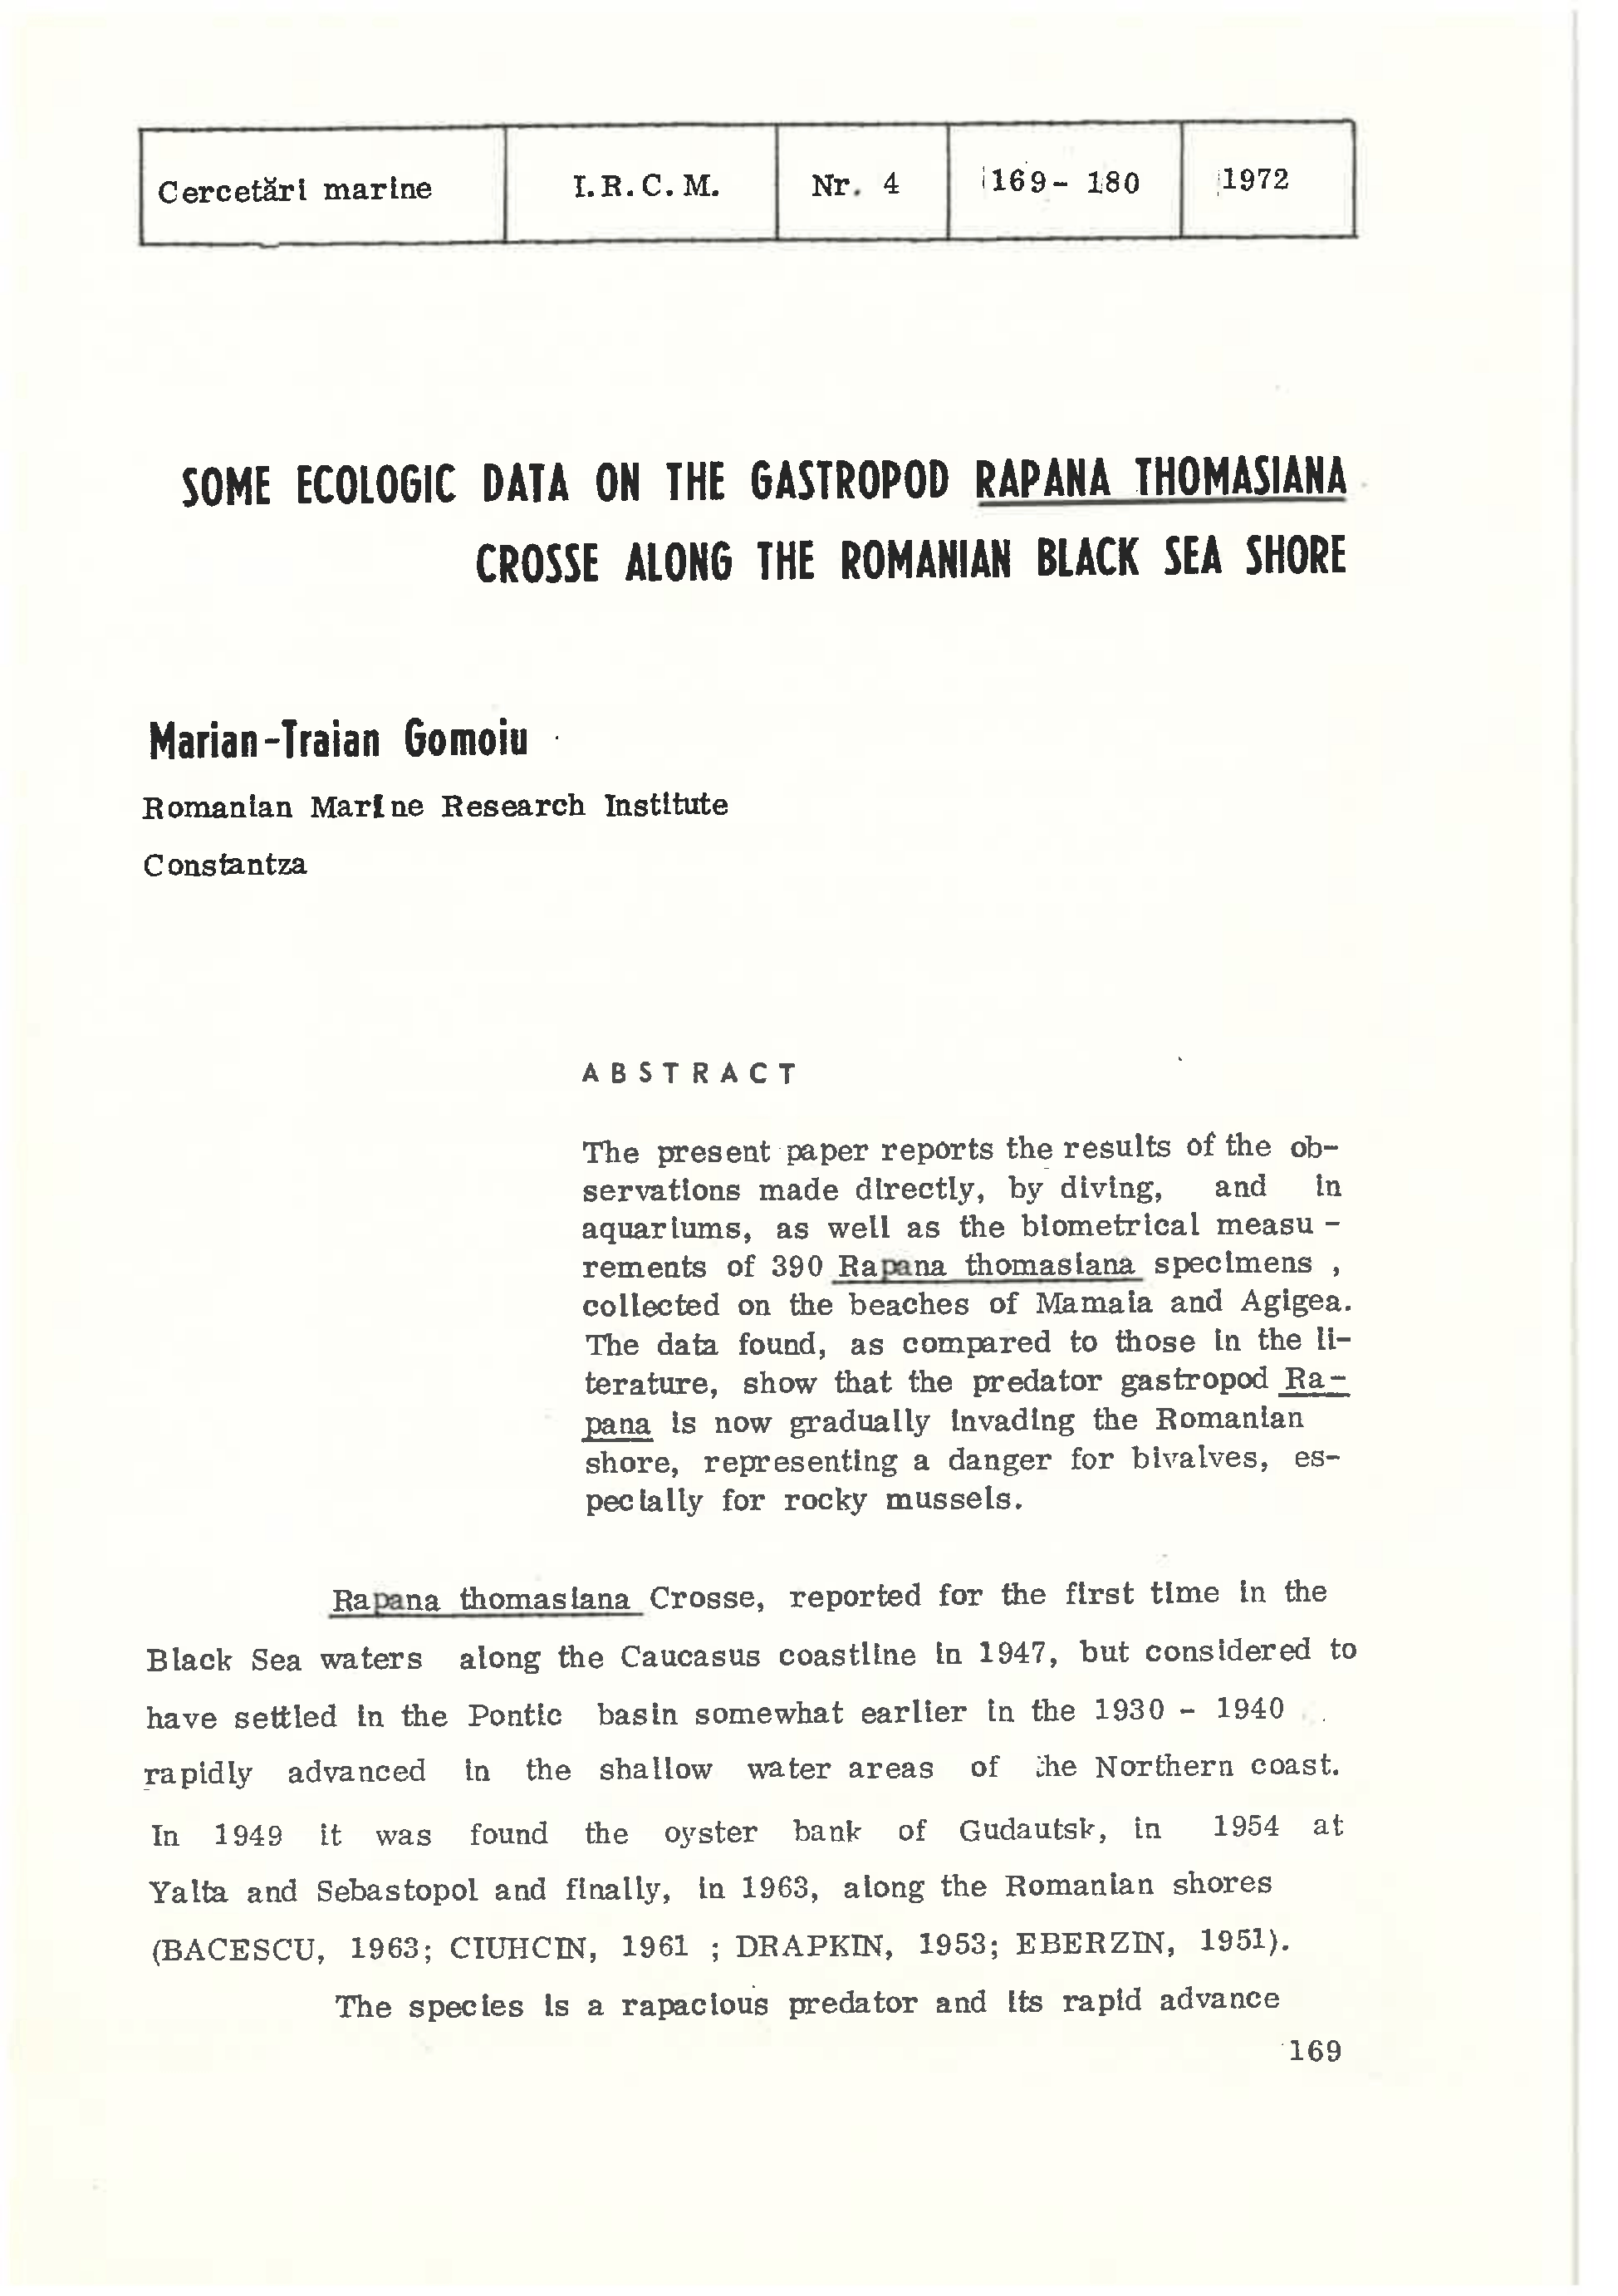 Cercetări marine I.R.C.M. Nr. 4 169- 180 1972
SOME ECOLOGIC DATA ON THE GASTROPOD RAPANA THOMASIANA
CROSSE ALONG THE ROMANIAN BLACK SEA SHORE
Marian-Traian Gomoiu
Romanian Marine Research Institute
Constantza
ABSTRACT
The present paper reports the results of the ob-
servations made directly, by diving, and in
aquariums, as well as the biometrical measu -
rements of 390 Rapana thomasiana specimens ,
collected on the beaches of Mamaia and Agigea.
The data found, as compared to those in the li-
terature, show that the predator gastropod Ra-
pana is now gradually invading the Romanian
shore, representing a danger for bivalves, es-
pecially for rocky mussels.
Rapana thomasiana Crosse, reported for the first time in the
Black Sea waters along the Caucasus coastline in 1947, but considered to
have settled in the Pontic basin somewhat earlier in the 1930 - 1940
rapidly advanced in the shallow water areas of the Northern coast.
In 1949 it was found the oyster bank of Gudautsk, in 1954 at
Yalta and Sebastopol and finally, in 1963, along the Romanian shores
(BACESCU, 1963; CIUHCIN, 1961 ; DRAPKIN, 1953; EBERZIN, 1951).
The species is a rapacious predator and its rapid advance
169